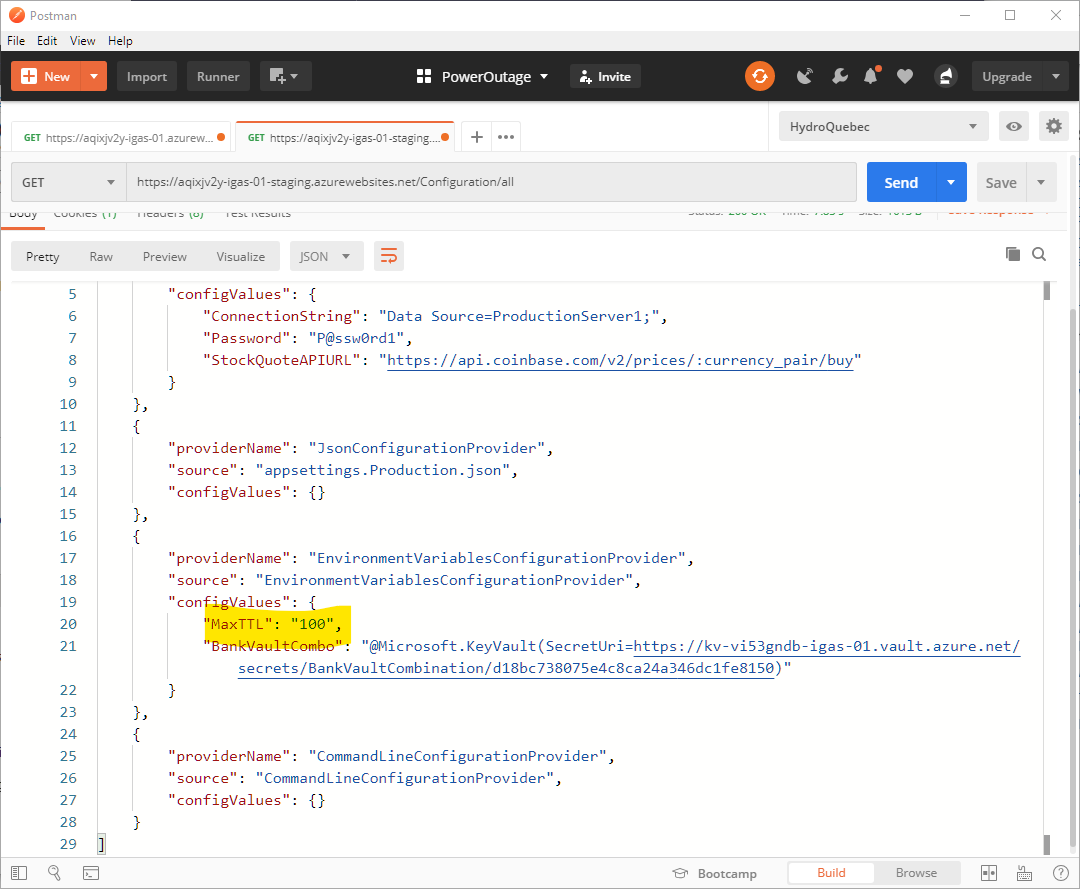 Postman
File Edit View Help
New Import Runner PowerOutage Invite Upgrade
GET https://aqixjv2y-igas-01.azurew... GET https://aqixjv2y-igas-01-staging.... HydroQuebec
GET https://aqixjv2y-igas-01-staging.azurewebsites.net/Configuration/all Send Save
Body Cookies (1) Headers (8) Test Results Status: 200 OK Time: Size: Save Response
Pretty Raw Preview Visualize JSON
5 "configValues": {
6 "ConnectionString": "Data Source=ProductionServer1;",
7 "Password": "P@ssw0rd1",
8 "StockQuoteAPIURL": "https://api.coinbase.com/v2/prices/:currency_pair/buy"
9 }
10 },
11 {
12 "providerName": "JsonConfigurationProvider",
13 "source": "appsettings.Production.json",
14 "configValues": {}
15 },
16 {
17 "providerName": "EnvironmentVariablesConfigurationProvider",
18 "source": "EnvironmentVariablesConfigurationProvider",
19 "configValues": {
20 "MaxTTL": "100",
21 "BankVaultCombo": "@Microsoft.KeyVault(SecretUri=https://kv-vi53gndb-igas-01.vault.azure.net/
secrets/BankVaultCombination/d18bc738075e4c8ca24a346dc1fe8150)"
22 }
23 },
24 {
25 "providerName": "CommandLineConfigurationProvider",
26 "source": "CommandLineConfigurationProvider",
27 "configValues": {}
28 }
29 ]
Bootcamp Build Browse